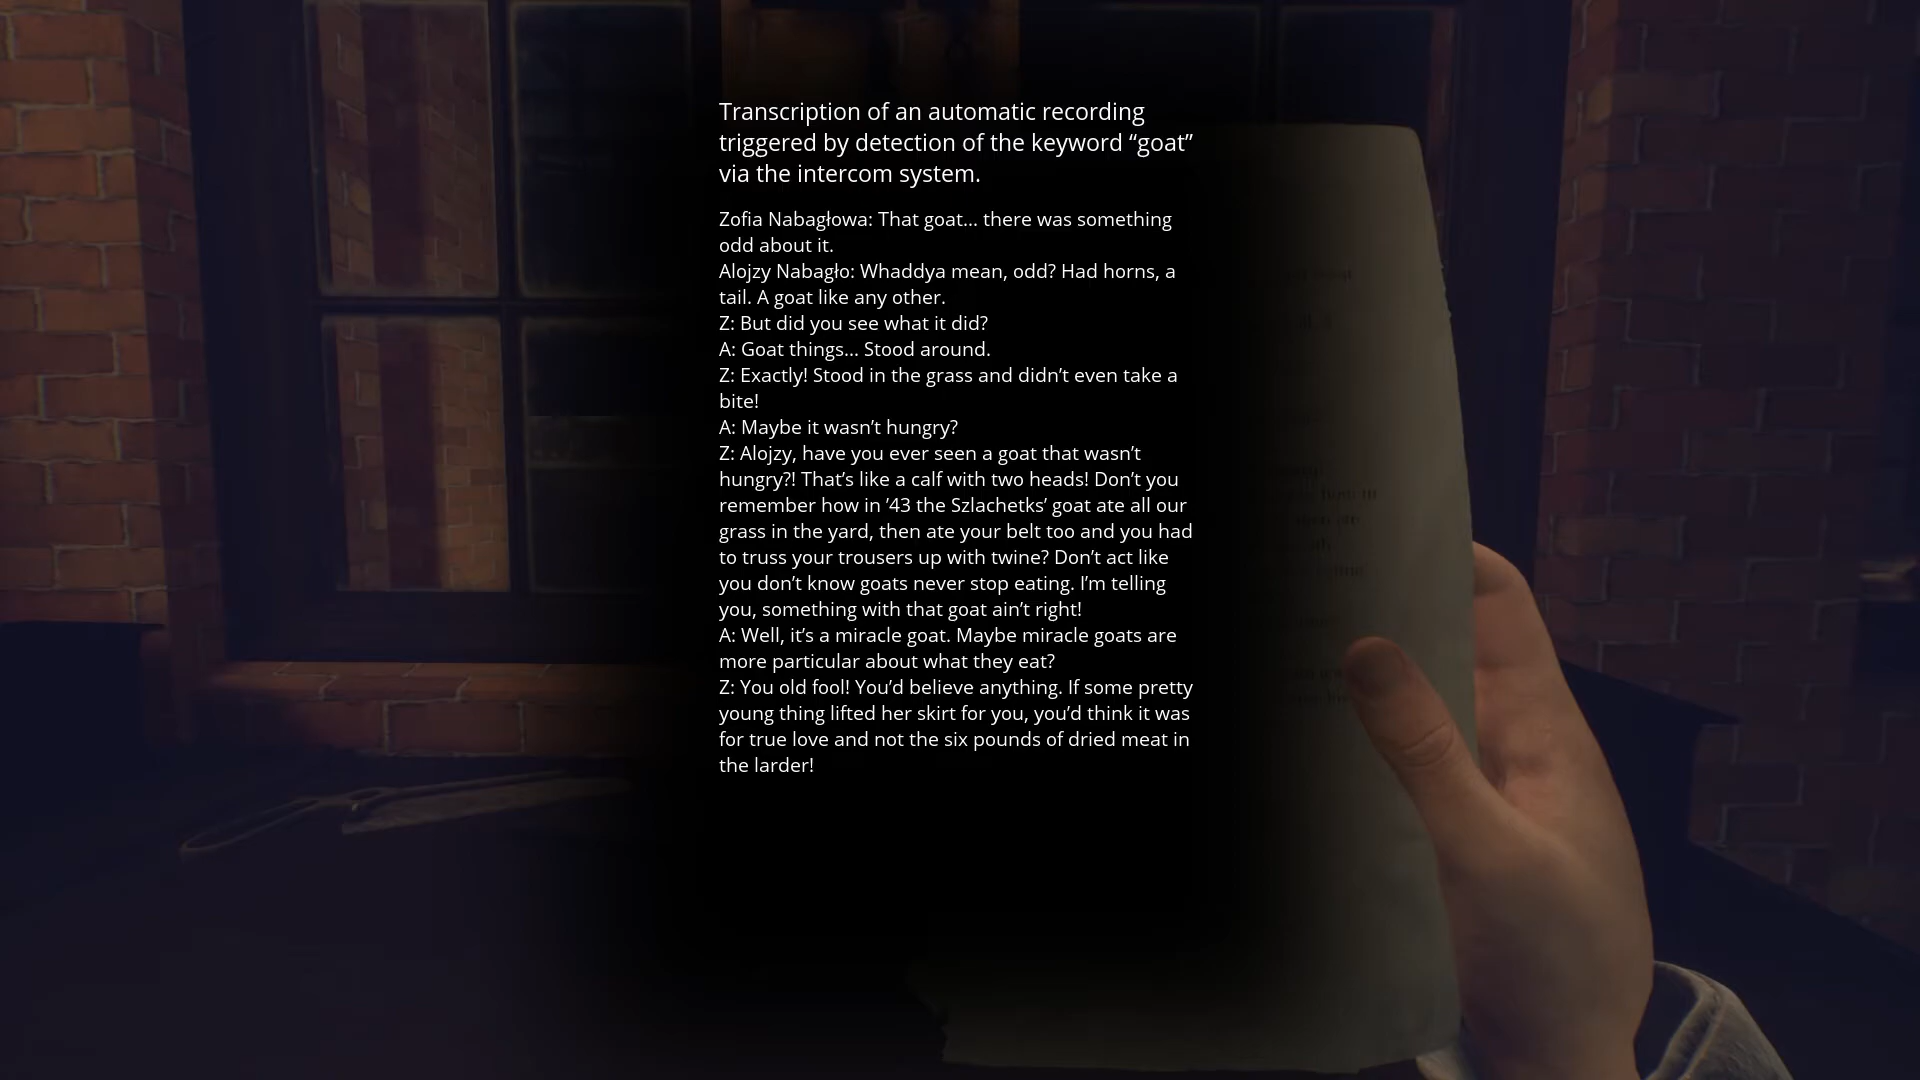 Transcription of an automatic recording
triggered by detection of the keyword “goat”
via the intercom system.
Zofia Nabagłowa: That goat... there was something
odd about it.
Alojzy Nabagło: Whaddya mean, odd? Had horns, a
tail. A goat like any other.
Z: But did you see what it did?
A: Goat things... Stood around.
Z: Exactly! Stood in the grass and didn’t even take a
bite!
A: Maybe it wasn’t hungry?
Z: Alojzy, have you ever seen a goat that wasn’t
hungry?! That’s like a calf with two heads! Don’t you
remember how in ’43 the Szlachetks’ goat ate all our
grass in the yard, then ate your belt too and you had
to truss your trousers up with twine? Don’t act like
you don’t know goats never stop eating. I’m telling
you, something with that goat ain’t right!
A: Well, it’s a miracle goat. Maybe miracle goats are
more particular about what they eat?
Z: You old fool! You’d believe anything. If some pretty
young thing lifted her skirt for you, you’d think it was
for true love and not the six pounds of dried meat in
the larder!